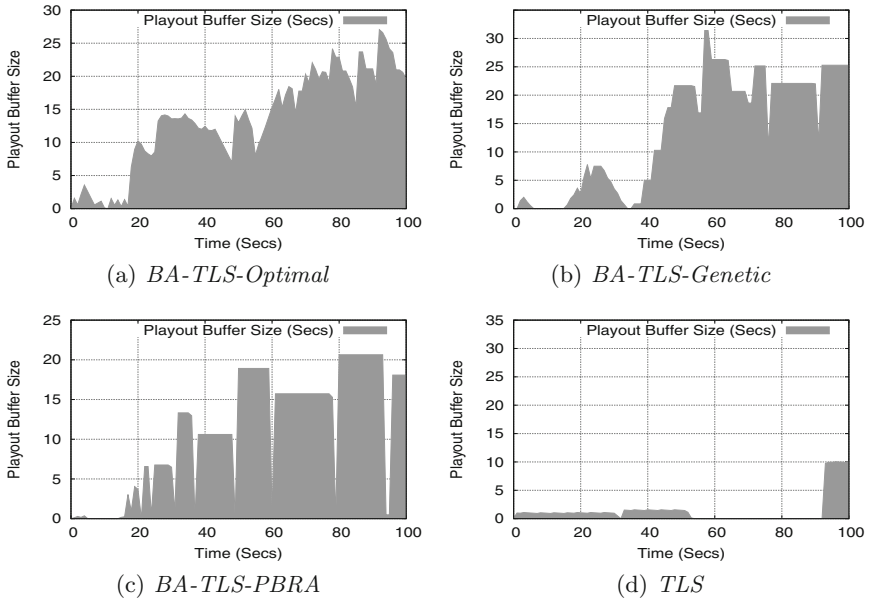 Playout Buffer Size (Secs)
Playout Buffer Size
30
25
20
15
10
5
0
0 20 40 60 80 100
Time (Secs)
(a) BA-TLS-Optimal
Playout Buffer Size (Secs)
Playout Buffer Size
35
30
25
20
15
10
5
0
0 20 40 60 80 100
Time (Secs)
(b) BA-TLS-Genetic
Playout Buffer Size (Secs)
Playout Buffer Size
25
20
15
10
5
0
0 20 40 60 80 100
Time (Secs)
(c) BA-TLS-PBRA
Playout Buffer Size (Secs)
Playout Buffer Size
35
30
25
20
15
10
5
0
0 20 40 60 80 100
Time (Secs)
(d) TLS